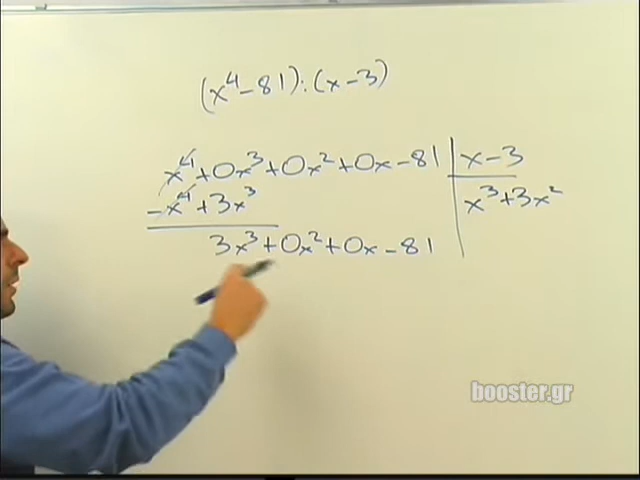 (x⁴-81):(x-3)
x⁴+0x³+0x²+0x-81 | x-3
-x⁴+3x³ | x³+3x²
3x³+0x²+0x-81
booster.gr